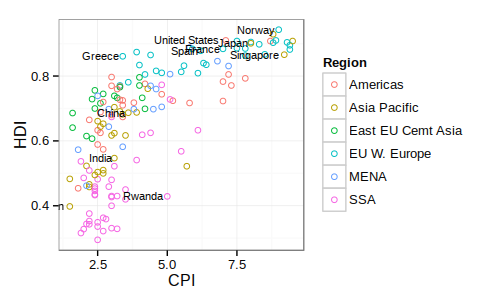 Norway
United States
Japan
Spain
France
Greece
Singapore
China
India
Rwanda
n
0.8
0.6
0.4
HDI
2.5
5.0
7.5
CPI
Region
Americas
Asia Pacific
East EU Cemt Asia
EU W. Europe
MENA
SSA